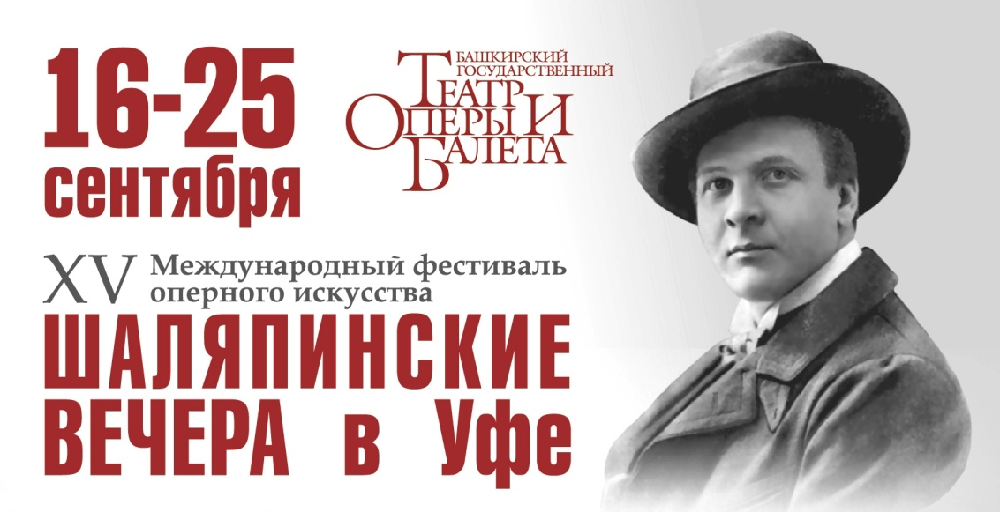 16-25
сентября
БАШКИРСКИЙ
ГОСУДАРСТВЕННЫЙ
ТЕАТР
ОПЕРЫ И
БАЛЕТА
XV Международный фестиваль
оперного искусства
ШАЛЯПИНСКИЕ
ВЕЧЕРА в Уфе